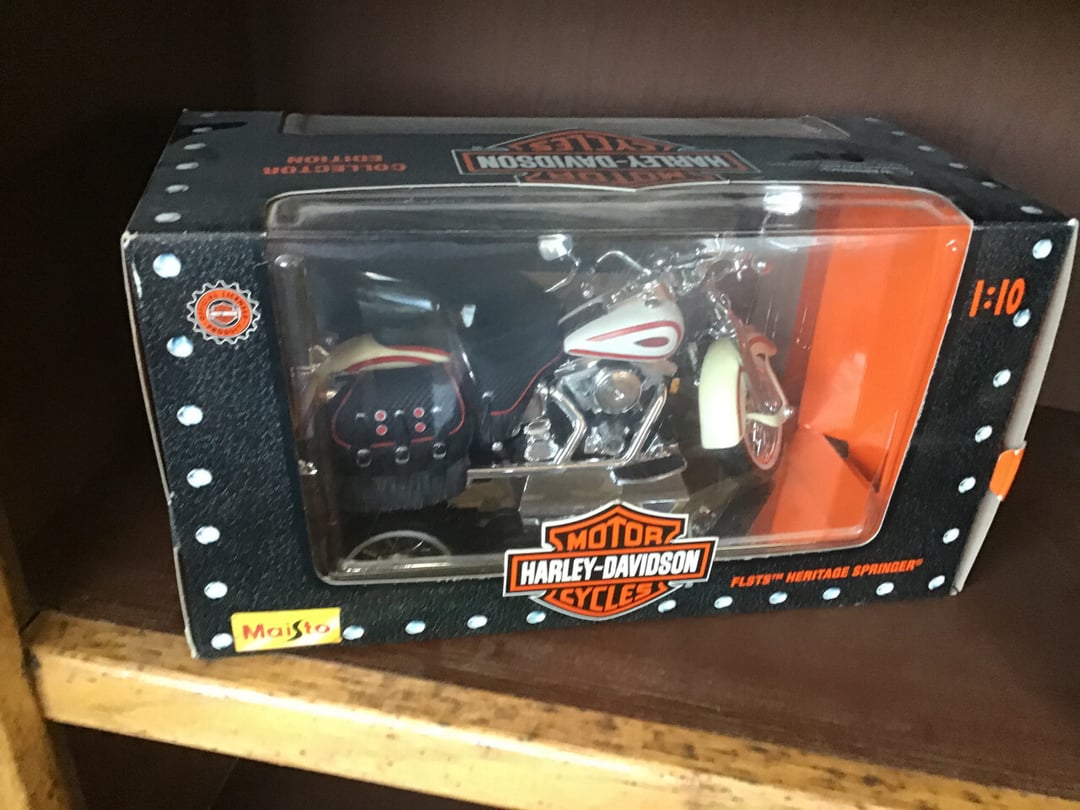 COLLECTOR
EDITION
MOTOR
HARLEY-DAVIDSON
CYCLES
1:10
MOTOR
HARLEY-DAVIDSON
CYCLES
FLSTS™ HERITAGE SPRINGER®
Maisto